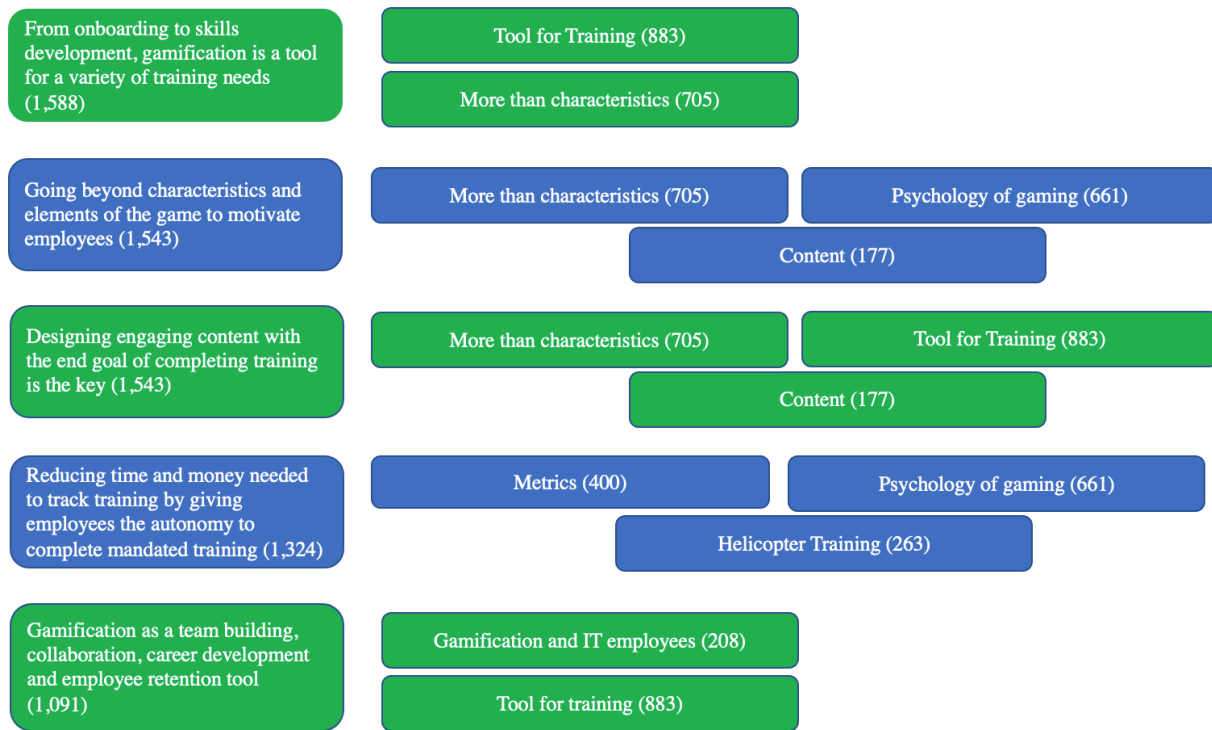 From onboarding to skills
development, gamification is a tool
for a variety of training needs
(1,588)
Tool for Training (883)
More than characteristics (705)
Going beyond characteristics and
elements of the game to motivate
employees (1,543)
More than characteristics (705)
Psychology of gaming (661)
Content (177)
Designing engaging content with
the end goal of completing training
is the key (1,543)
More than characteristics (705)
Tool for Training (883)
Content (177)
Reducing time and money needed
to track training by giving
employees the autonomy to
complete mandated training (1,324)
Metrics (400)
Psychology of gaming (661)
Helicopter Training (263)
Gamification as a team building,
collaboration, career development
and employee retention tool
(1,091)
Gamification and IT employees (208)
Tool for training (883)